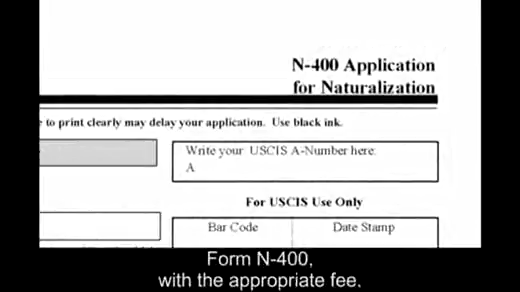 N-400 Application
for Naturalization
to print clearly may delay your application. Use black ink.
Write your USCIS A-Number here:
A
For USCIS Use Only
Bar Code
Date Stamp
Form N-400,
with the appropriate fee.